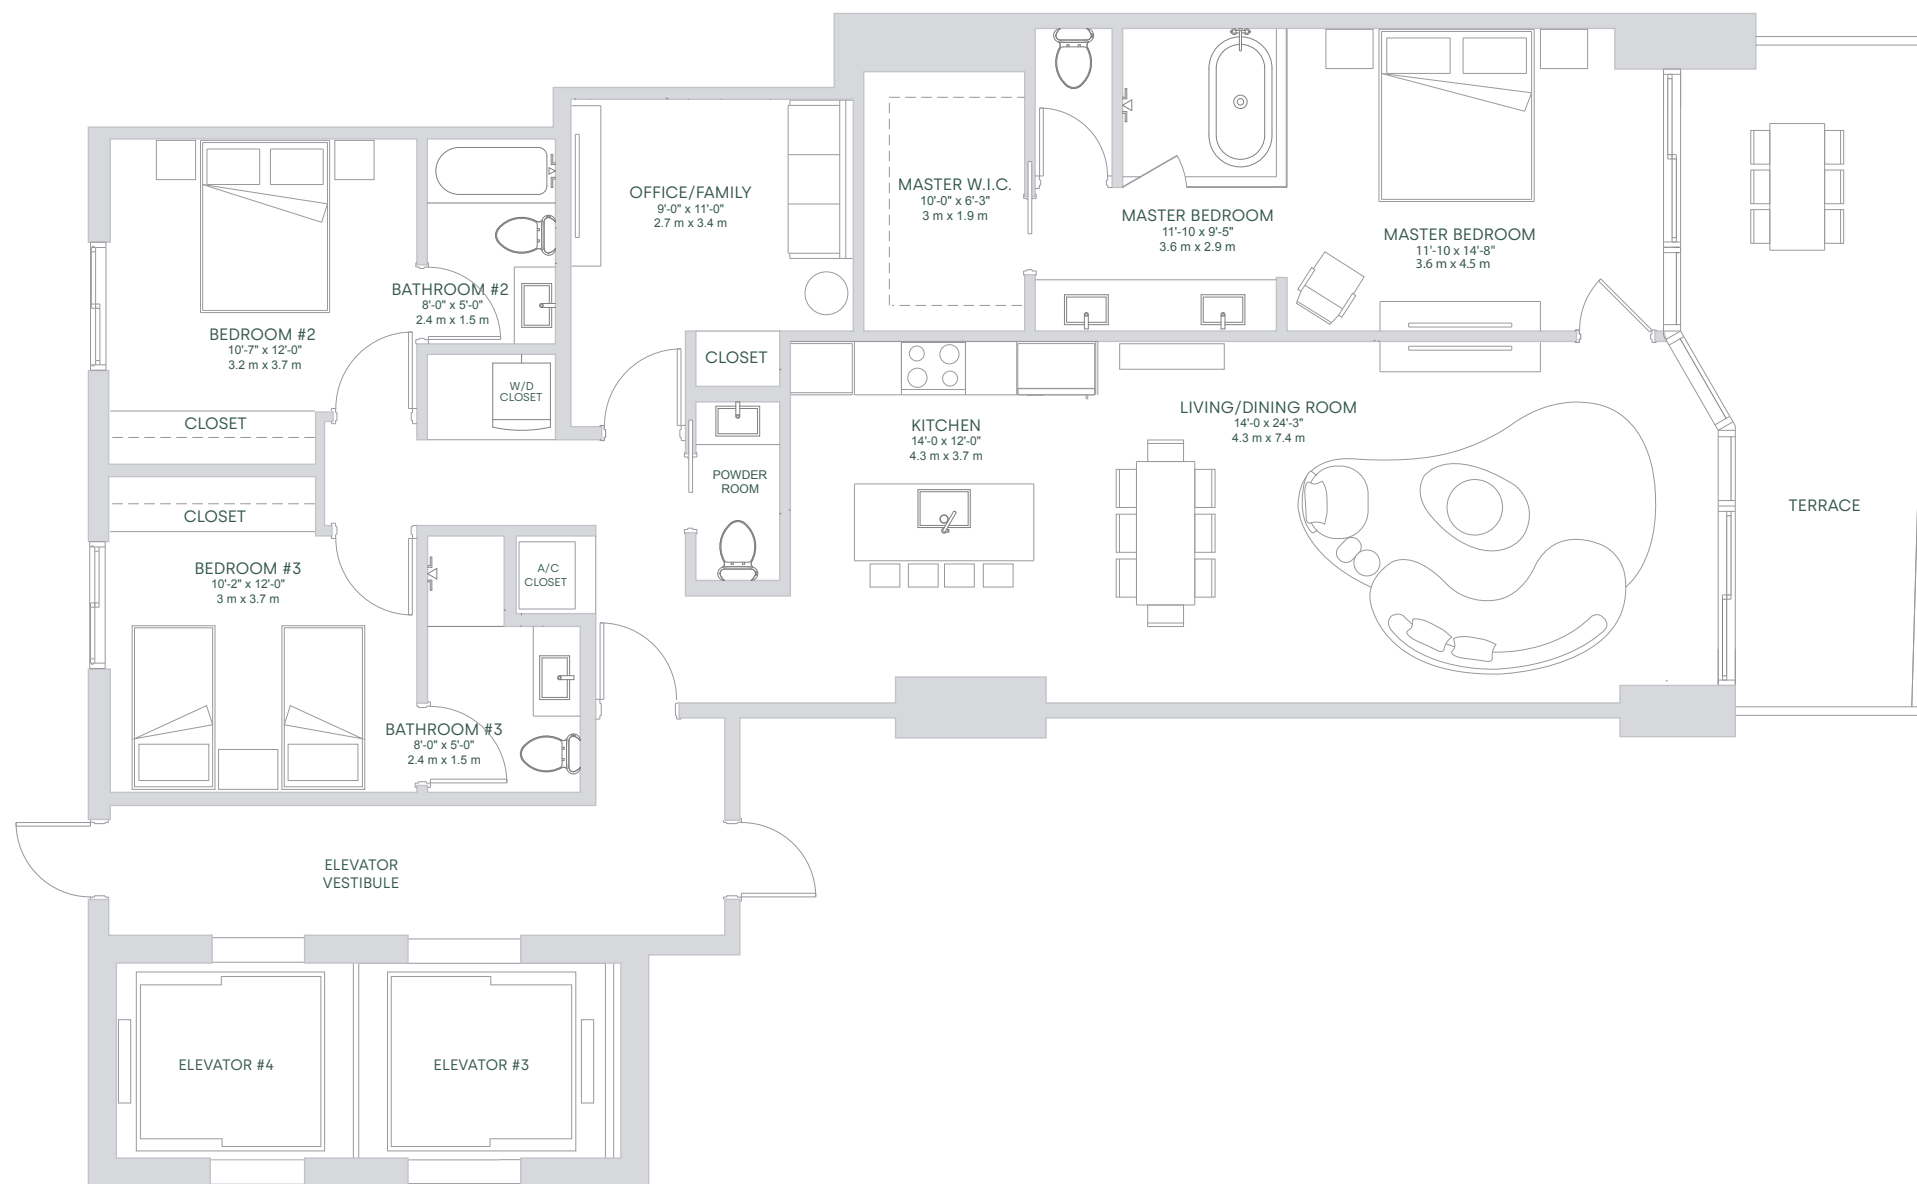 OFFICE/FAMILY
9'-0" x 11'-0"
2.7 m x 3.4 m
MASTER W.I.C.
10'-0" x 6'-3"
3 m x 1.9 m
MASTER BEDROOM
11'-10 x 9'-5"
3.6 m x 2.9 m
MASTER BEDROOM
11'-10 x 14'-8"
3.6 m x 4.5 m
BATHROOM #2
8'-0" x 5'-0"
2.4 m x 1.5 m
BEDROOM #2
10'-7" x 12'-0"
3.2 m x 3.7 m
CLOSET
W/D
CLOSET
CLOSET
KITCHEN
14'-0 x 12'-0"
4.3 m x 3.7 m
LIVING/DINING ROOM
14'-0 x 24'-3"
4.3 m x 7.4 m
POWDER
ROOM
TERRACE
CLOSET
BEDROOM #3
10'-2" x 12'-0"
3 m x 3.7 m
A/C
CLOSET
BATHROOM #3
8'-0" x 5'-0"
2.4 m x 1.5 m
ELEVATOR
VESTIBULE
ELEVATOR #4
ELEVATOR #3